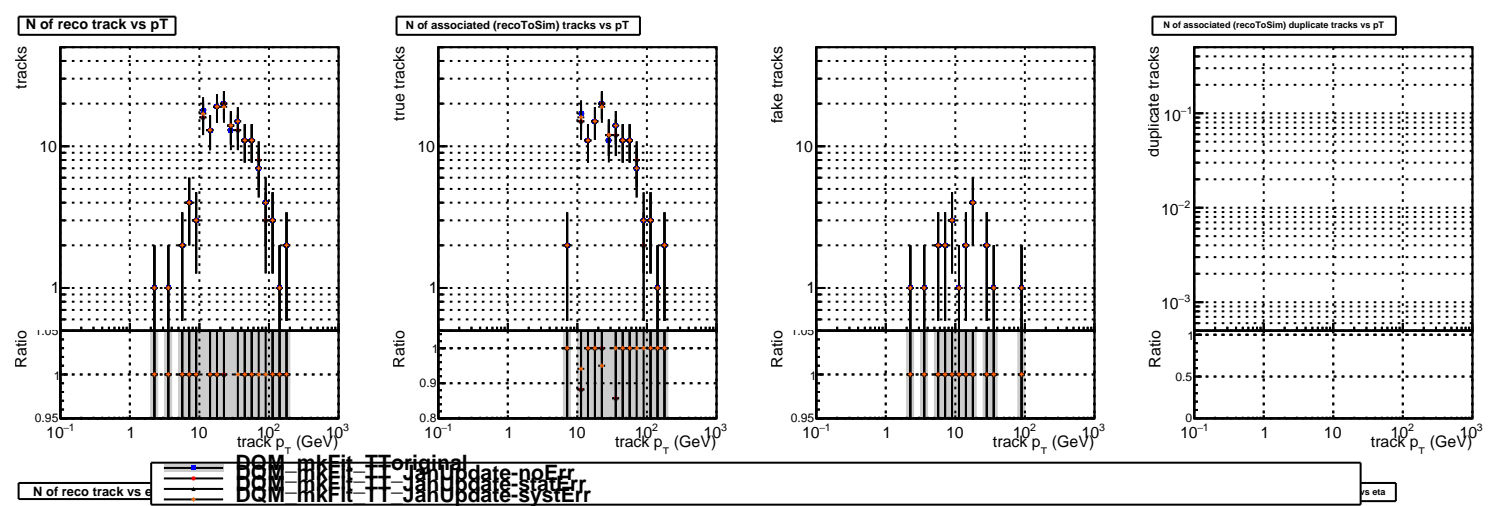 N of reco track vs pT
N of associated (recoToSim) tracks vs pT
N of associated (recoToSim) duplicate tracks vs pT
tracks
10
1
Ratio
1.05
1
0.95
10−1 1 10 102 103
track pT (GeV)
true tracks
10
1
Ratio
1
0.9
0.8
10−1 1 10 102 103
track pT (GeV)
fake tracks
10
1
Ratio
1.05
1
0.95
10−1 1 10 102 103
track pT (GeV)
duplicate tracks
10−1
10−2
10−3
Ratio
1
0.5
0
10−1 1 10 102 103
track pT (GeV)
DQM_mkFit_TToriginal
DQM_mkFit_TT_JanUpdate-noErr
DQM_mkFit_TT_JanUpdate-statErr
DQM_mkFit_TT_JanUpdate-systErr
N of reco track vs e
vs eta